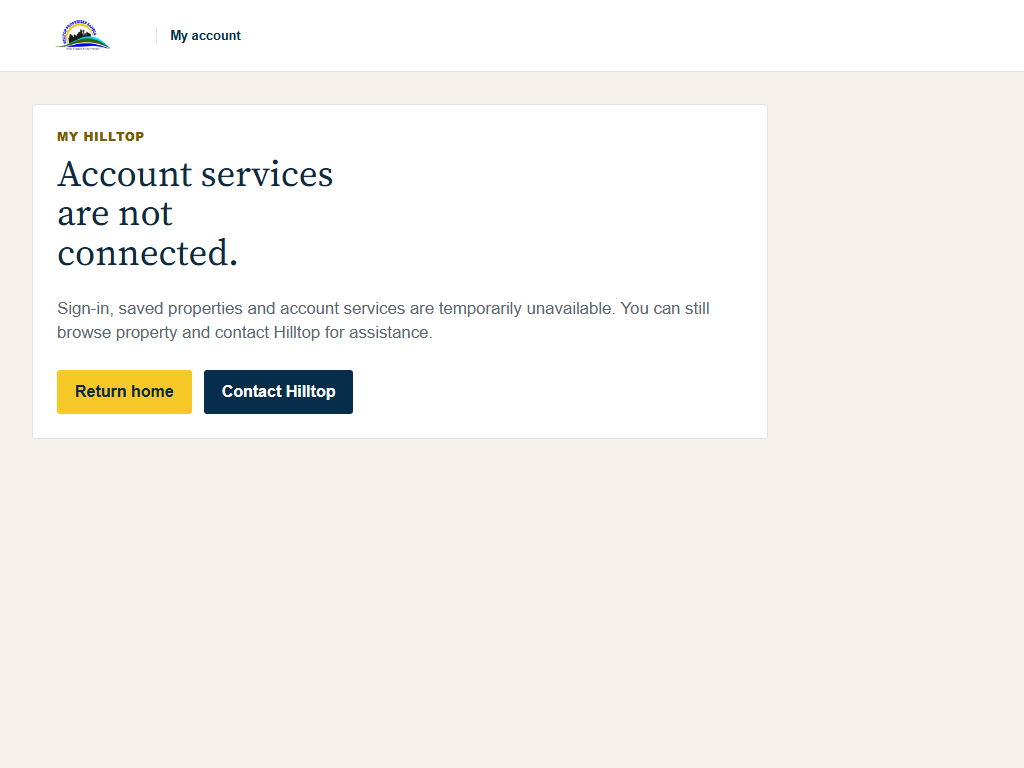 My account
MY HILLTOP
Account services
are not
connected.
Sign-in, saved properties and account services are temporarily unavailable. You can still
browse property and contact Hilltop for assistance.
Return home
Contact Hilltop